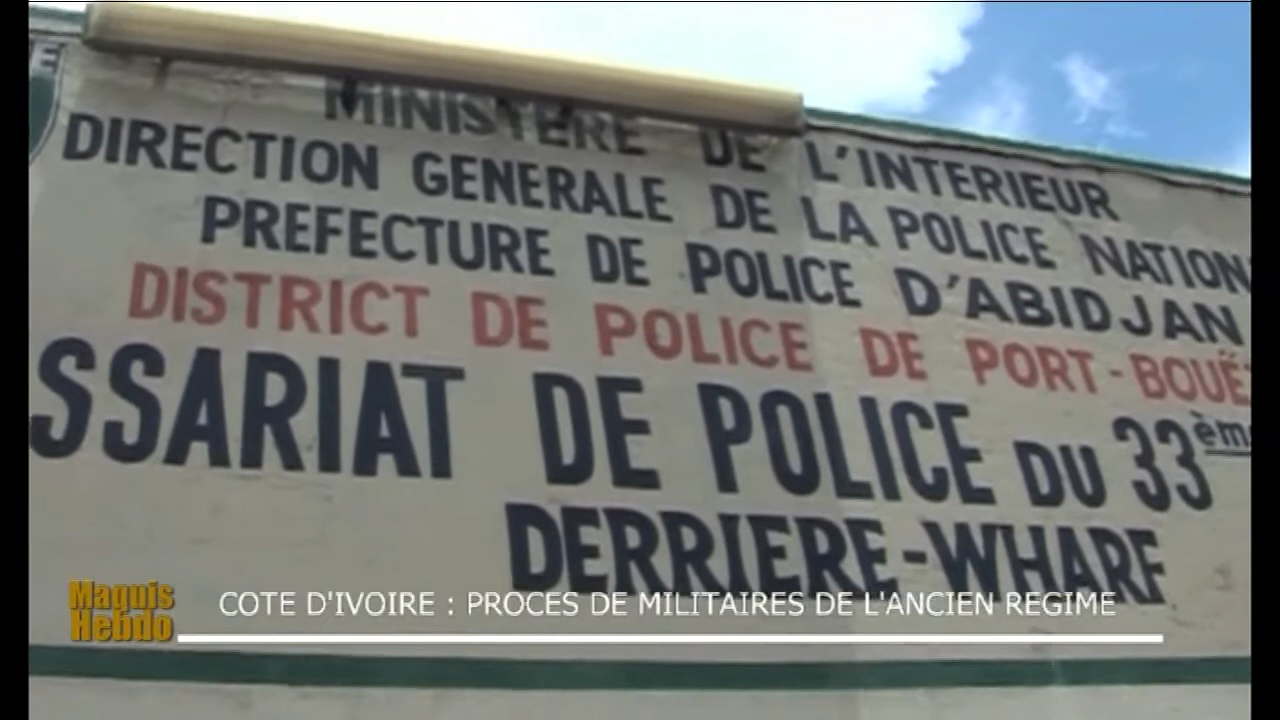 MINISTERE DE L'INTERIEUR
DIRECTION GENERALE DE LA POLICE NATION
PREFECTURE DE POLICE D'ABIDJAN
DISTRICT DE POLICE DE PORT-BOUËT
SSARIAT DE POLICE DU 33ème
DERRIERE-WHARF
Maquis
Hebdo
COTE D'IVOIRE : PROCES DE MILITAIRES DE L'ANCIEN REGIME